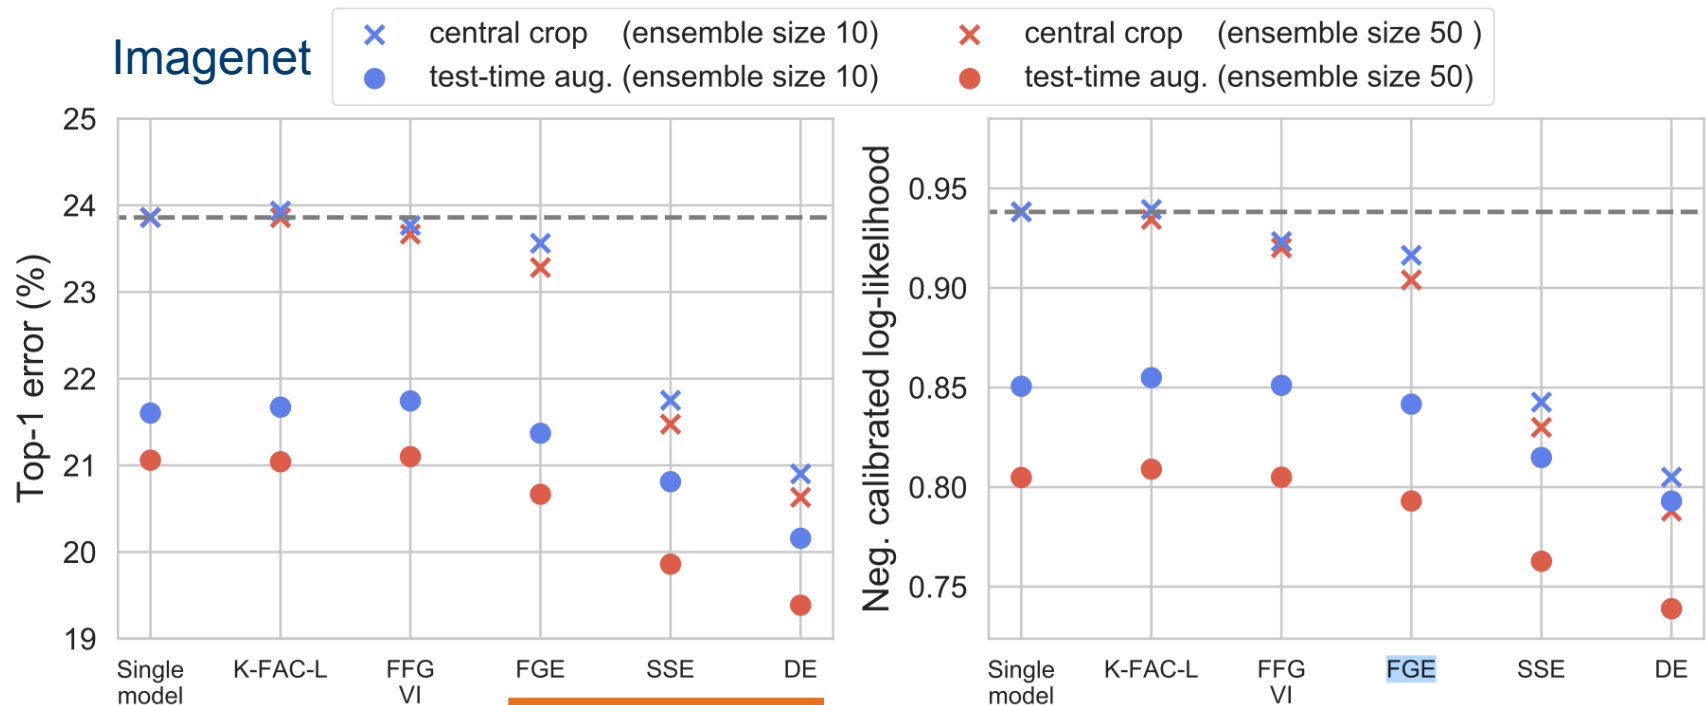 Imagenet
central crop (ensemble size 10)
test-time aug. (ensemble size 10)
central crop (ensemble size 50 )
test-time aug. (ensemble size 50)
Top-1 error (%)
25
24
23
22
21
20
19
Single
model
K-FAC-L
FFG
VI
FGE
SSE
DE
Neg. calibrated log-likelihood
0.95
0.90
0.85
0.80
0.75
Single
model
K-FAC-L
FFG
VI
FGE
SSE
DE